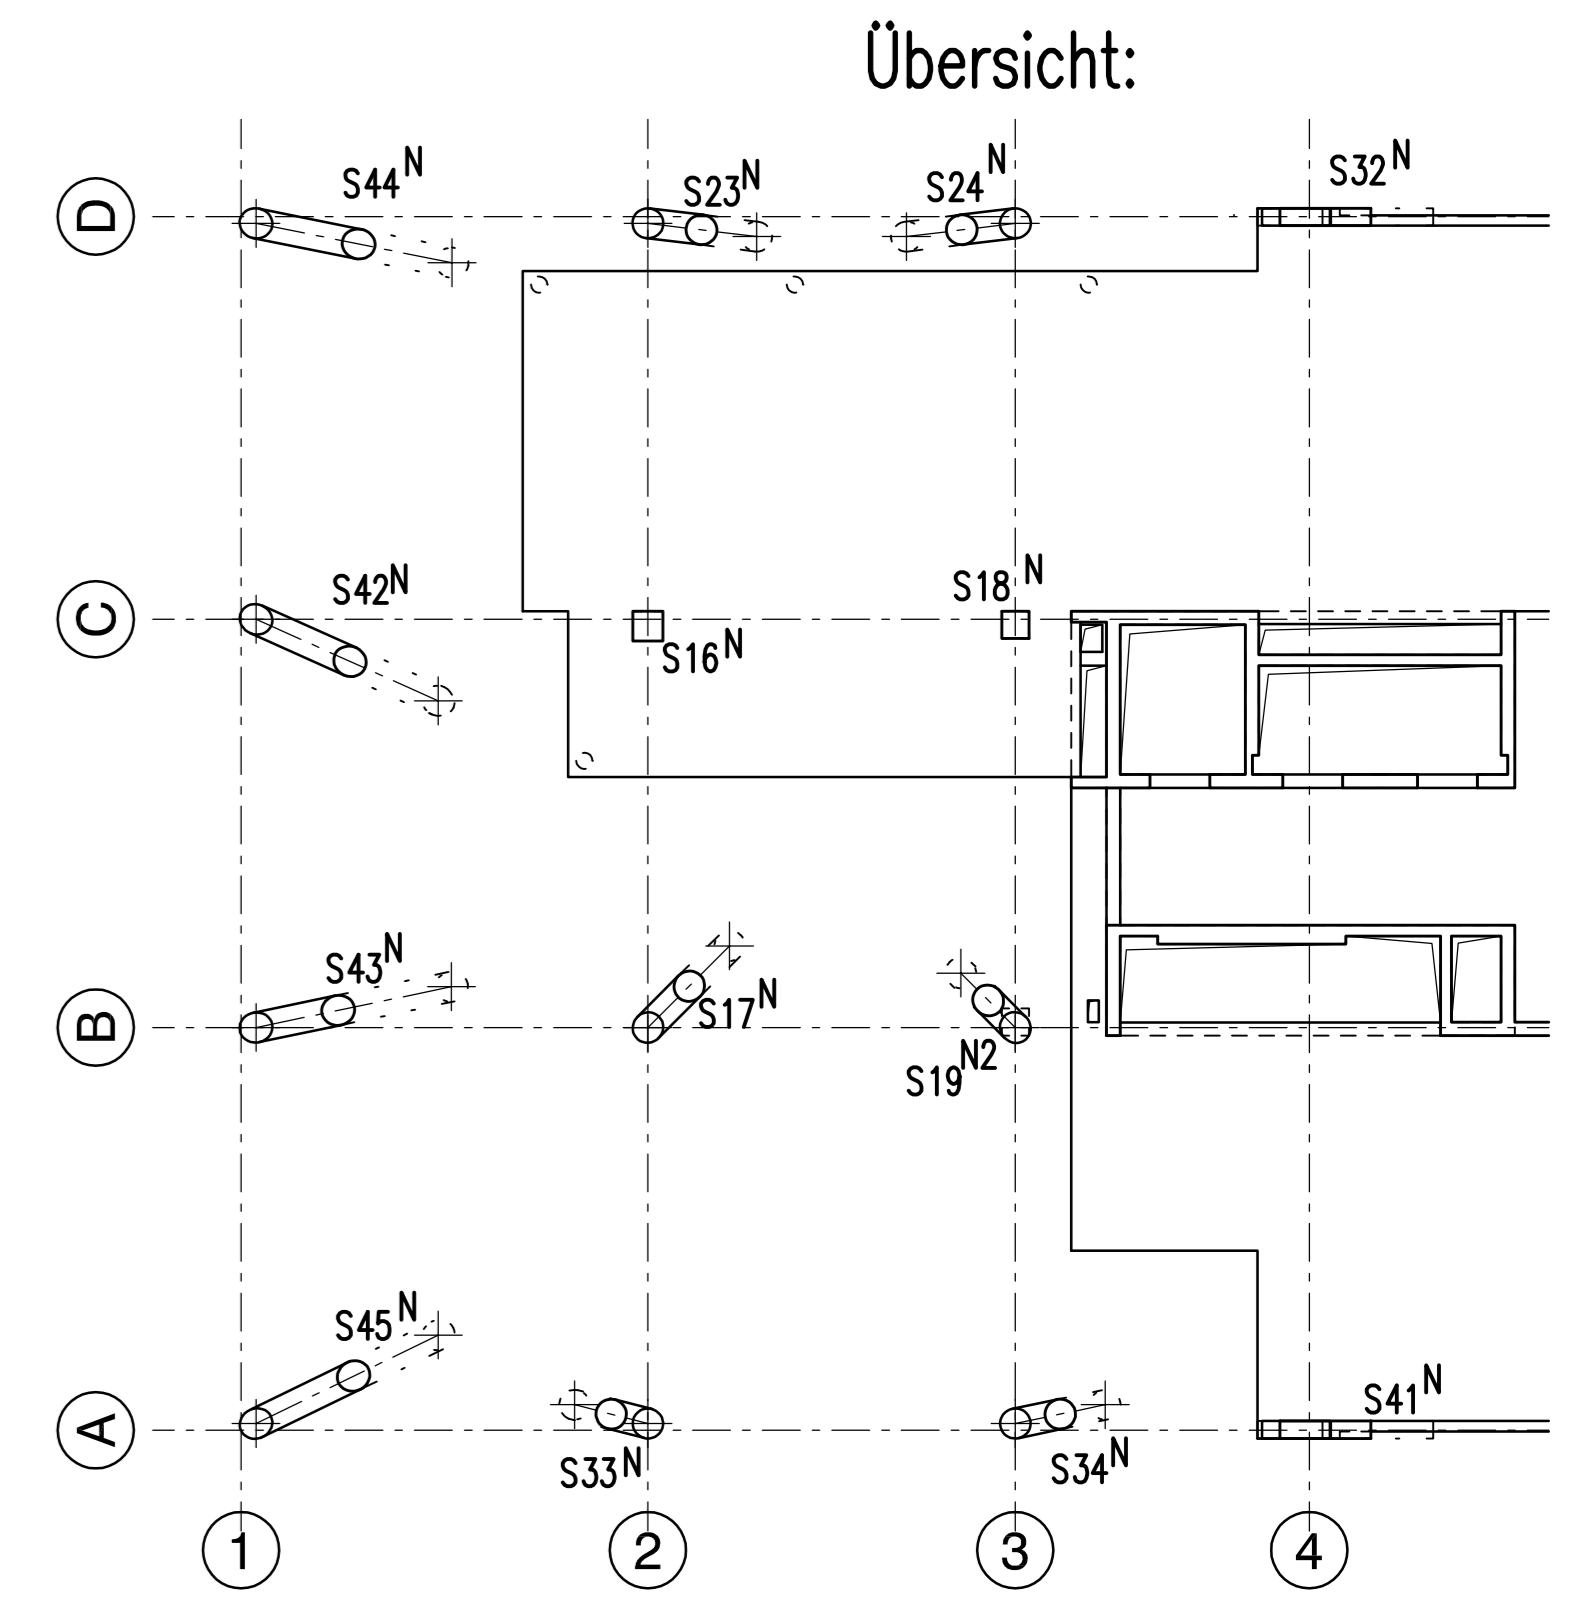 Übersicht:
D
S44N
S23N
S24N
S32N
C
S42N
S16N
S18N
B
S43N
S17N
S19N2
A
S45N
S33N
S34N
S41N
1
2
3
4